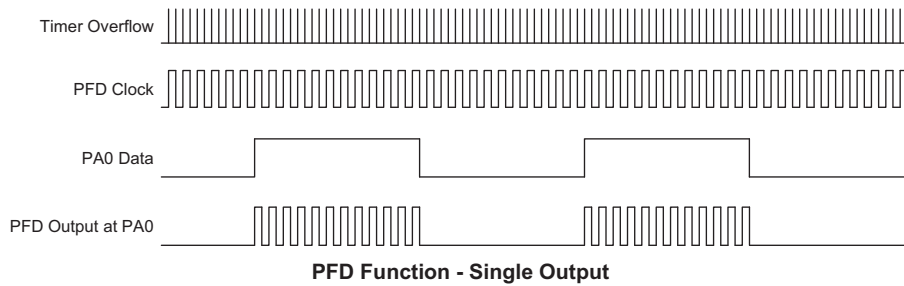 Timer Overflow
PFD Clock
PA0 Data
PFD Output at PA0
PFD Function - Single Output